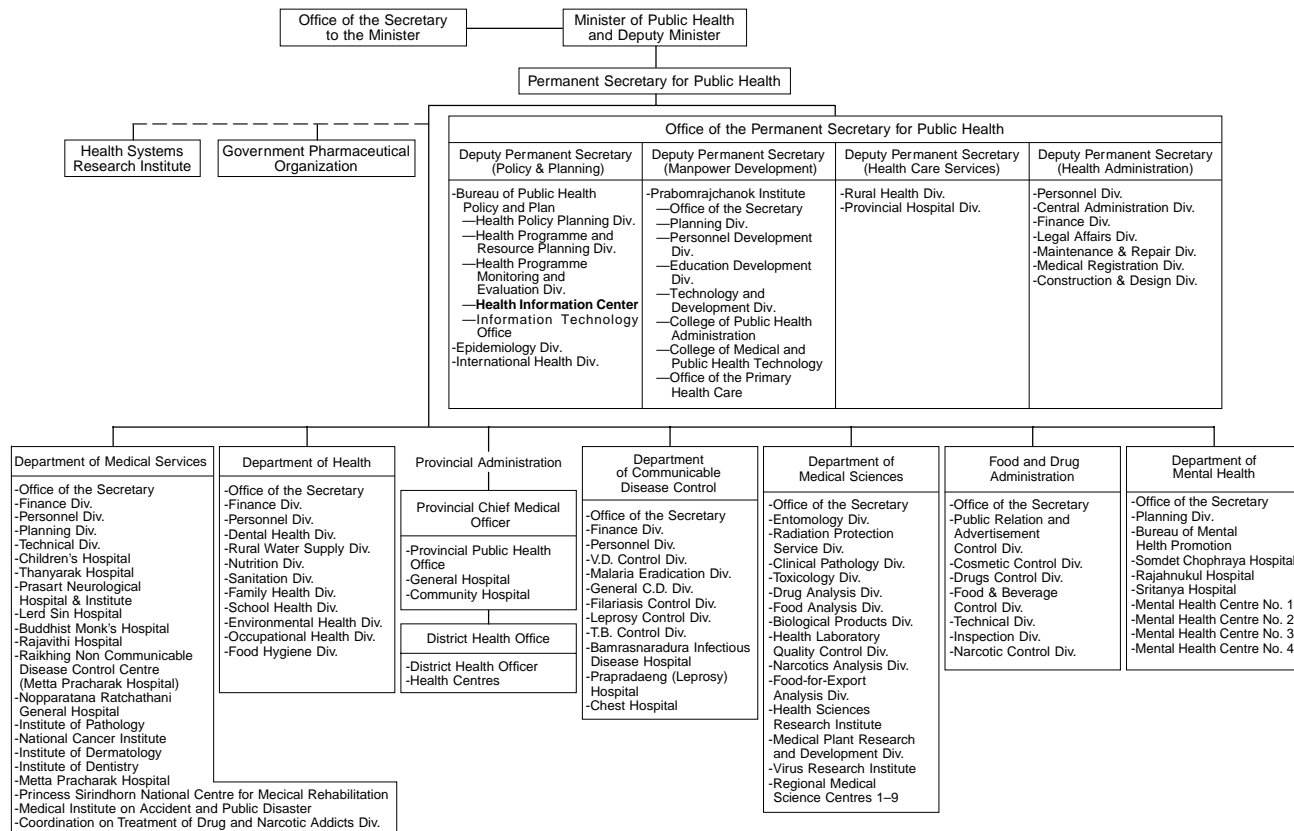 Office of the Secretary
to the Minister
Minister of Public Health
and Deputy Minister
Permanent Secretary for Public Health
Health Systems
Research Institute
Government Pharmaceutical
Organization
Office of the Permanent Secretary for Public Health
Deputy Permanent Secretary
(Policy & Planning)
-Bureau of Public Health
Policy and Plan
—Health Policy Planning Div.
—Health Programme and
Resource Planning Div.
—Health Programme
Monitoring and
Evaluation Div.
—Health Information Center
—Information Technology
Office
-Epidemiology Div.
-International Health Div.
Deputy Permanent Secretary
(Manpower Development)
-Prabomrajchanok Institute
—Office of the Secretary
—Planning Div.
—Personnel Development
Div.
—Education Development
Div.
—Technology and
Development Div.
—College of Public Health
Administration
—College of Medical and
Public Health Technology
—Office of the Primary
Health Care
Deputy Permanent Secretary
(Health Care Services)
-Rural Health Div.
-Provincial Hospital Div.
Deputy Permanent Secretary
(Health Administration)
-Personnel Div.
-Central Administration Div.
-Finance Div.
-Legal Affairs Div.
-Maintenance & Repair Div.
-Medical Registration Div.
-Construction & Design Div.
Department of Medical Services
-Office of the Secretary
-Finance Div.
-Personnel Div.
-Planning Div.
-Technical Div.
-Children's Hospital
-Thanyarak Hospital
-Prasart Neurological
Hospital & Institute
-Lerd Sin Hospital
-Buddhist Monk's Hospital
-Rajavithi Hospital
-Raikhing Non Communicable
Disease Control Centre
(Metta Pracharak Hospital)
-Nopparatana Ratchathani
General Hospital
-Institute of Pathology
-National Cancer Institute
-Institute of Dermatology
-Institute of Dentistry
-Metta Pracharak Hospital
-Princess Sirindhorn National Centre for Mecical Rehabilitation
-Medical Institute on Accident and Public Disaster
-Coordination on Treatment of Drug and Narcotic Addicts Div.
Department of Health
-Office of the Secretary
-Finance Div.
-Personnel Div.
-Dental Health Div.
-Rural Water Supply Div.
-Nutrition Div.
-Sanitation Div.
-Family Health Div.
-School Health Div.
-Environmental Health Div.
-Occupational Health Div.
-Food Hygiene Div.
Provincial Administration
Provincial Chief Medical
Officer
-Provincial Public Health
Office
-General Hospital
-Community Hospital
District Health Office
-District Health Officer
-Health Centres
Department
of Communicable
Disease Control
-Office of the Secretary
-Finance Div.
-Personnel Div.
-V.D. Control Div.
-Malaria Eradication Div.
-General C.D. Div.
-Filariasis Control Div.
-Leprosy Control Div.
-T.B. Control Div.
-Bamrasnaradura Infectious
Disease Hospital
-Prapradaeng (Leprosy)
Hospital
-Chest Hospital
Department of
Medical Sciences
-Office of the Secretary
-Entomology Div.
-Radiation Protection
Service Div.
-Clinical Pathology Div.
-Toxicology Div.
-Drug Analysis Div.
-Food Analysis Div.
-Biological Products Div.
-Health Laboratory
Quality Control Div.
-Narcotics Analysis Div.
-Food-for-Export
Analysis Div.
-Health Sciences
Research Institute
-Medical Plant Research
and Development Div.
-Virus Research Institute
-Regional Medical
Science Centres 1–9
Food and Drug
Administration
-Office of the Secretary
-Public Relation and
Advertisement
Control Div.
-Cosmetic Control Div.
-Drugs Control Div.
-Food & Beverage
Control Div.
-Technical Div.
-Inspection Div.
-Narcotic Control Div.
Department of
Mental Health
-Office of the Secretary
-Planning Div.
-Bureau of Mental
Helth Promotion
-Somdet Chophraya Hospital
-Rajahnukul Hospital
-Sritanya Hospital
-Mental Health Centre No. 1
-Mental Health Centre No. 2
-Mental Health Centre No. 3
-Mental Health Centre No. 4